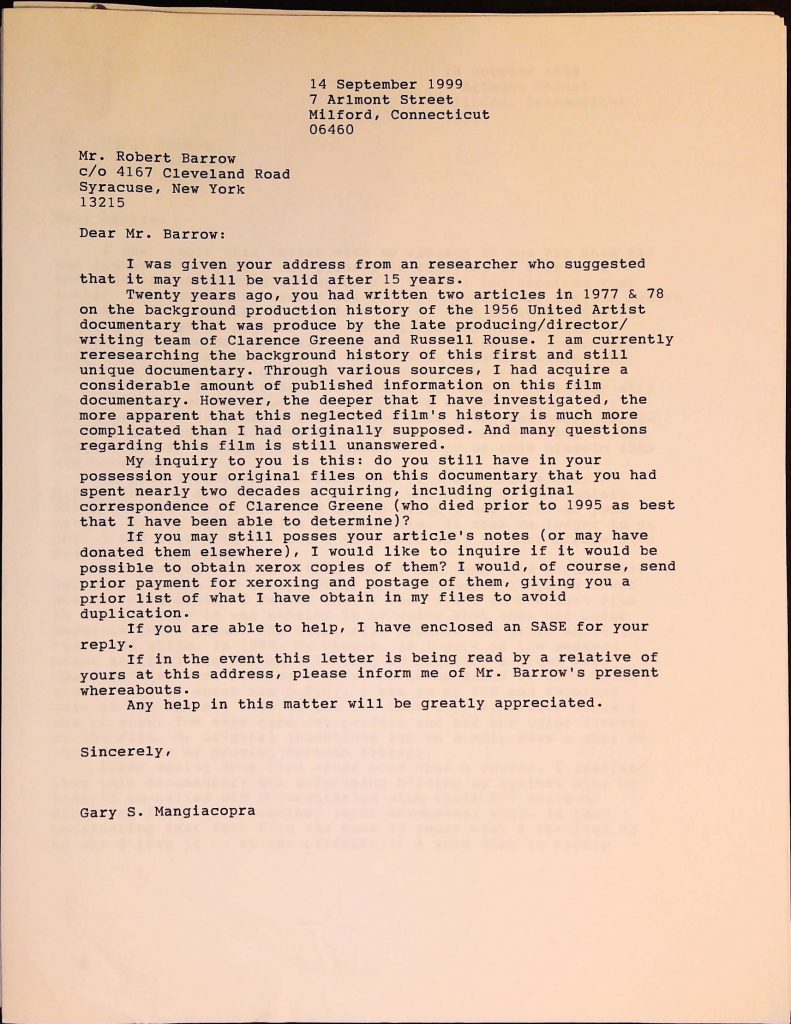 14 September 1999
7 Arlmont Street
Milford, Connecticut
06460
Mr. Robert Barrow
c/o 4167 Cleveland Road
Syracuse, New York
13215
Dear Mr. Barrow:
I was given your address from an researcher who suggested
that it may still be valid after 15 years.
Twenty years ago, you had written two articles in 1977 & 78
on the background production history of the 1956 United Artist
documentary that was produce by the late producing/director/
writing team of Clarence Greene and Russell Rouse. I am currently
reresearching the background history of this first and still
unique documentary. Through various sources, I had acquire a
considerable amount of published information on this film
documentary. However, the deeper that I have investigated, the
more apparent that this neglected film's history is much more
complicated than I had originally supposed. And many questions
regarding this film is still unanswered.
My inquiry to you is this: do you still have in your
possession your original files on this documentary that you had
spent nearly two decades acquiring, including original
correspondence of Clarence Greene (who died prior to 1995 as best
that I have been able to determine)?
If you may still posses your article's notes (or may have
donated them elsewhere), I would like to inquire if it would be
possible to obtain xerox copies of them? I would, of course, send
prior payment for xeroxing and postage of them, giving you a
prior list of what I have obtain in my files to avoid
duplication.
If you are able to help, I have enclosed an SASE for your
reply.
If in the event this letter is being read by a relative of
yours at this address, please inform me of Mr. Barrow's present
whereabouts.
Any help in this matter will be greatly appreciated.
Sincerely,
Gary S. Mangiacopra